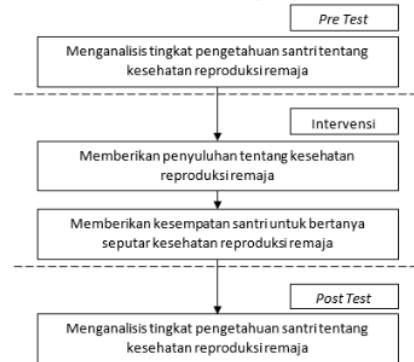 Pre Test
Menganalisis tingkat pengetahuan santri tentang
kesehatan reproduksi remaja
Intervensi
Memberikan penyuluhan tentang kesehatan
reproduksi remaja
Memberikan kesempatan santri untuk bertanya
seputar kesehatan reproduksi remaja
Post Test
Menganalisis tingkat pengetahuan santri tentang
kesehatan reproduksi remaja